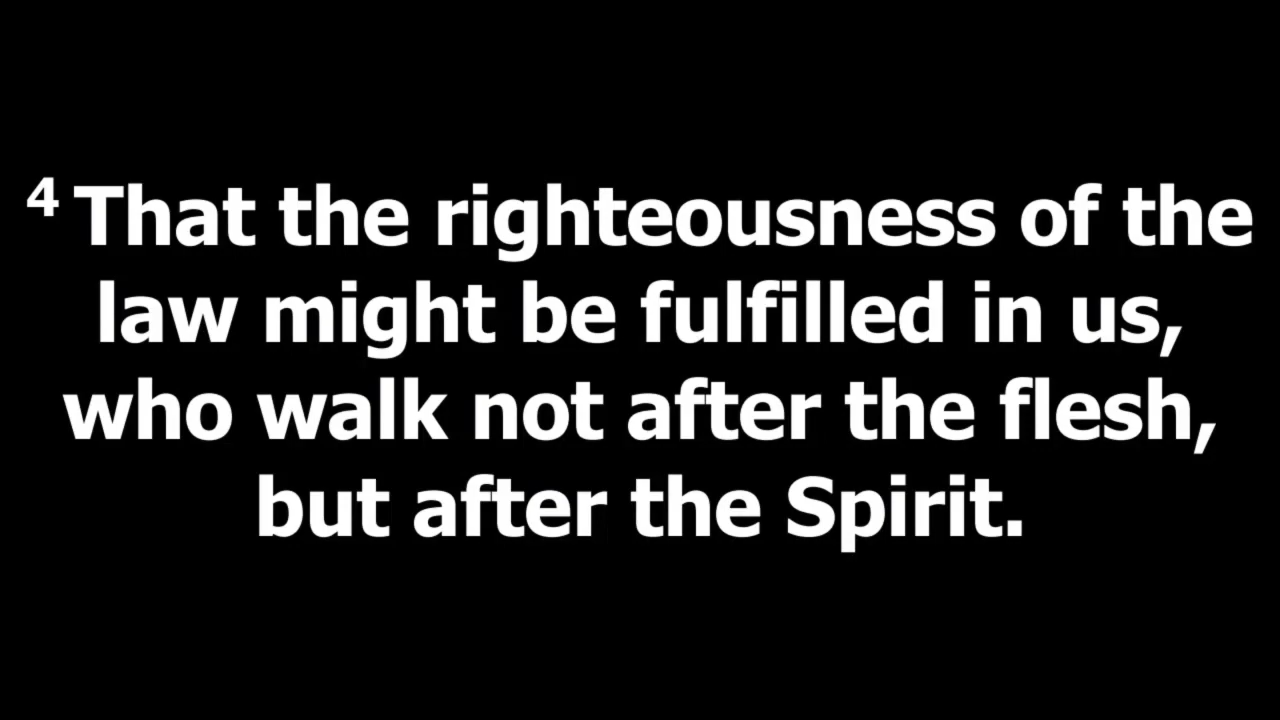 4 That the righteousness of the
law might be fulfilled in us,
who walk not after the flesh,
but after the Spirit.